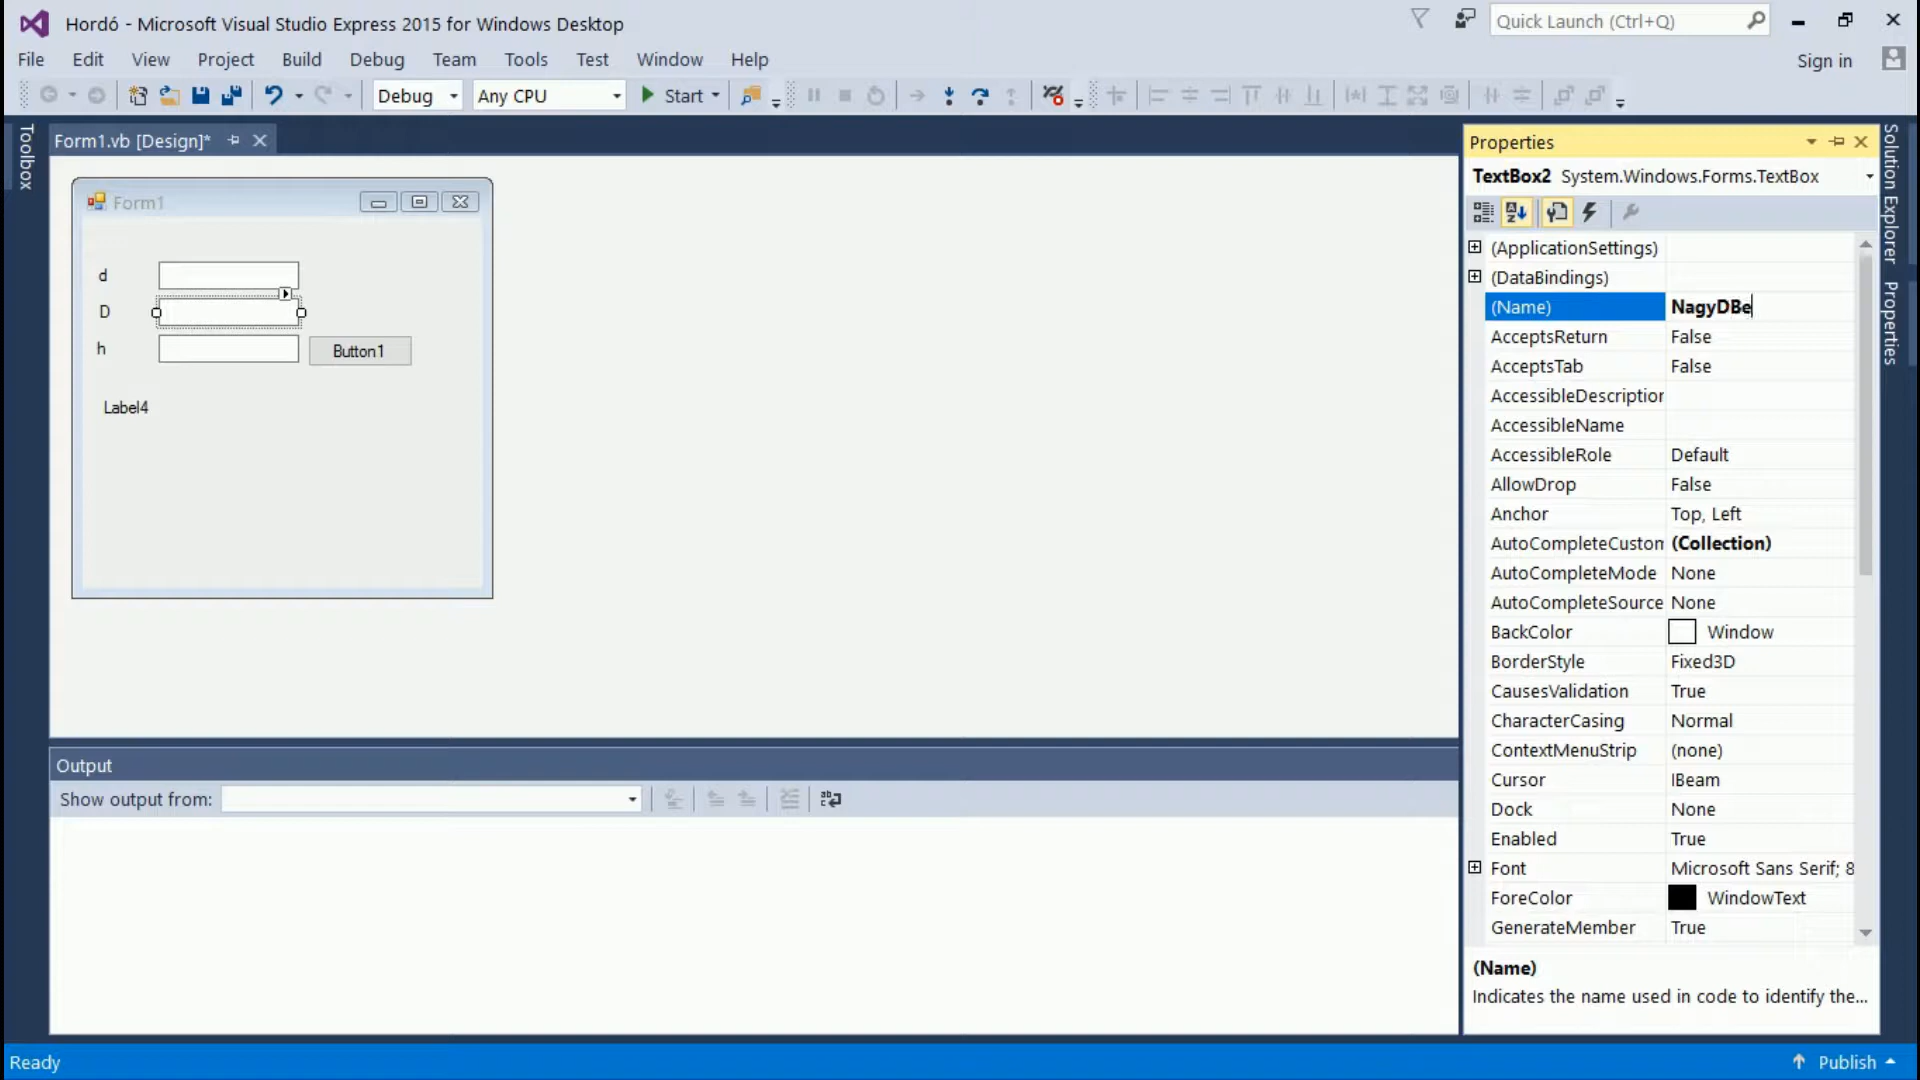 Hordó - Microsoft Visual Studio Express 2015 for Windows Desktop
Quick Launch (Ctrl+Q)
File Edit View Project Build Debug Team Tools Test Window Help
Sign in
Debug Any CPU Start
Toolbox
Form1.vb [Design]*
Form1
d
D
h
Button1
Label4
Output
Show output from:
Properties
TextBox2 System.Windows.Forms.TextBox
(ApplicationSettings)
(DataBindings)
(Name) NagyDBe
AcceptsReturn False
AcceptsTab False
AccessibleDescription
AccessibleName
AccessibleRole Default
AllowDrop False
Anchor Top, Left
AutoCompleteCustom (Collection)
AutoCompleteMode None
AutoCompleteSource None
BackColor Window
BorderStyle Fixed3D
CausesValidation True
CharacterCasing Normal
ContextMenuStrip (none)
Cursor IBeam
Dock None
Enabled True
Font Microsoft Sans Serif; 8
ForeColor WindowText
GenerateMember True
(Name)
Indicates the name used in code to identify the...
Solution Explorer
Properties
Ready
Publish